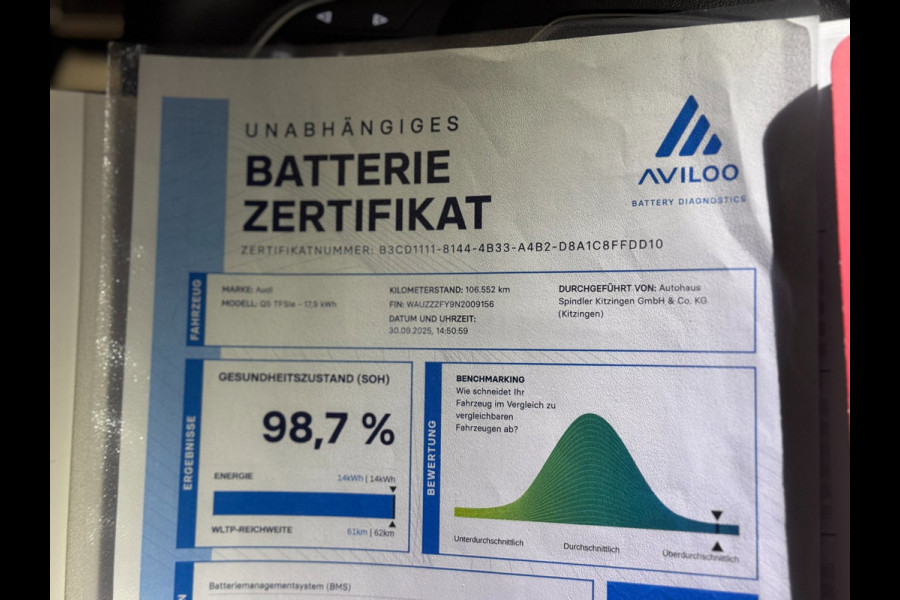 UNABHÄNGIGES
BATTERIE
ZERTIFIKAT
ZERTIFIKATNUMMER: B3CD1111-8144-4B33-A4B2-D8A1C8FFDD10
AVILOO
BATTERY DIAGNOSTICS
FAHRZEUG
MARKE: Audi
MODELL: Q5 TFSIe - 17,9 kWh
KILOMETERSTAND: 106.552 km
FIN: WAUZZZFY9N2009156
DATUM UND UHRZEIT:
30.09.2025, 14:50:59
DURCHGEFÜHRT VON: Autohaus
Spindler Kitzingen GmbH & Co. KG
(Kitzingen)
ERGEBNISSE
GESUNDHEITSZUSTAND (SOH)
98,7 %
ENERGIE
14kWh | 14kWh
WLTP-REICHWEITE
61km | 62km
BEWERTUNG
BENCHMARKING
Wie schneidet Ihr
Fahrzeug im Vergleich zu
vergleichbaren
Fahrzeugen ab?
Unterdurchschnittlich
Durchschnittlich
Überdurchschnittlich
Batteriemanagementsystem (BMS)